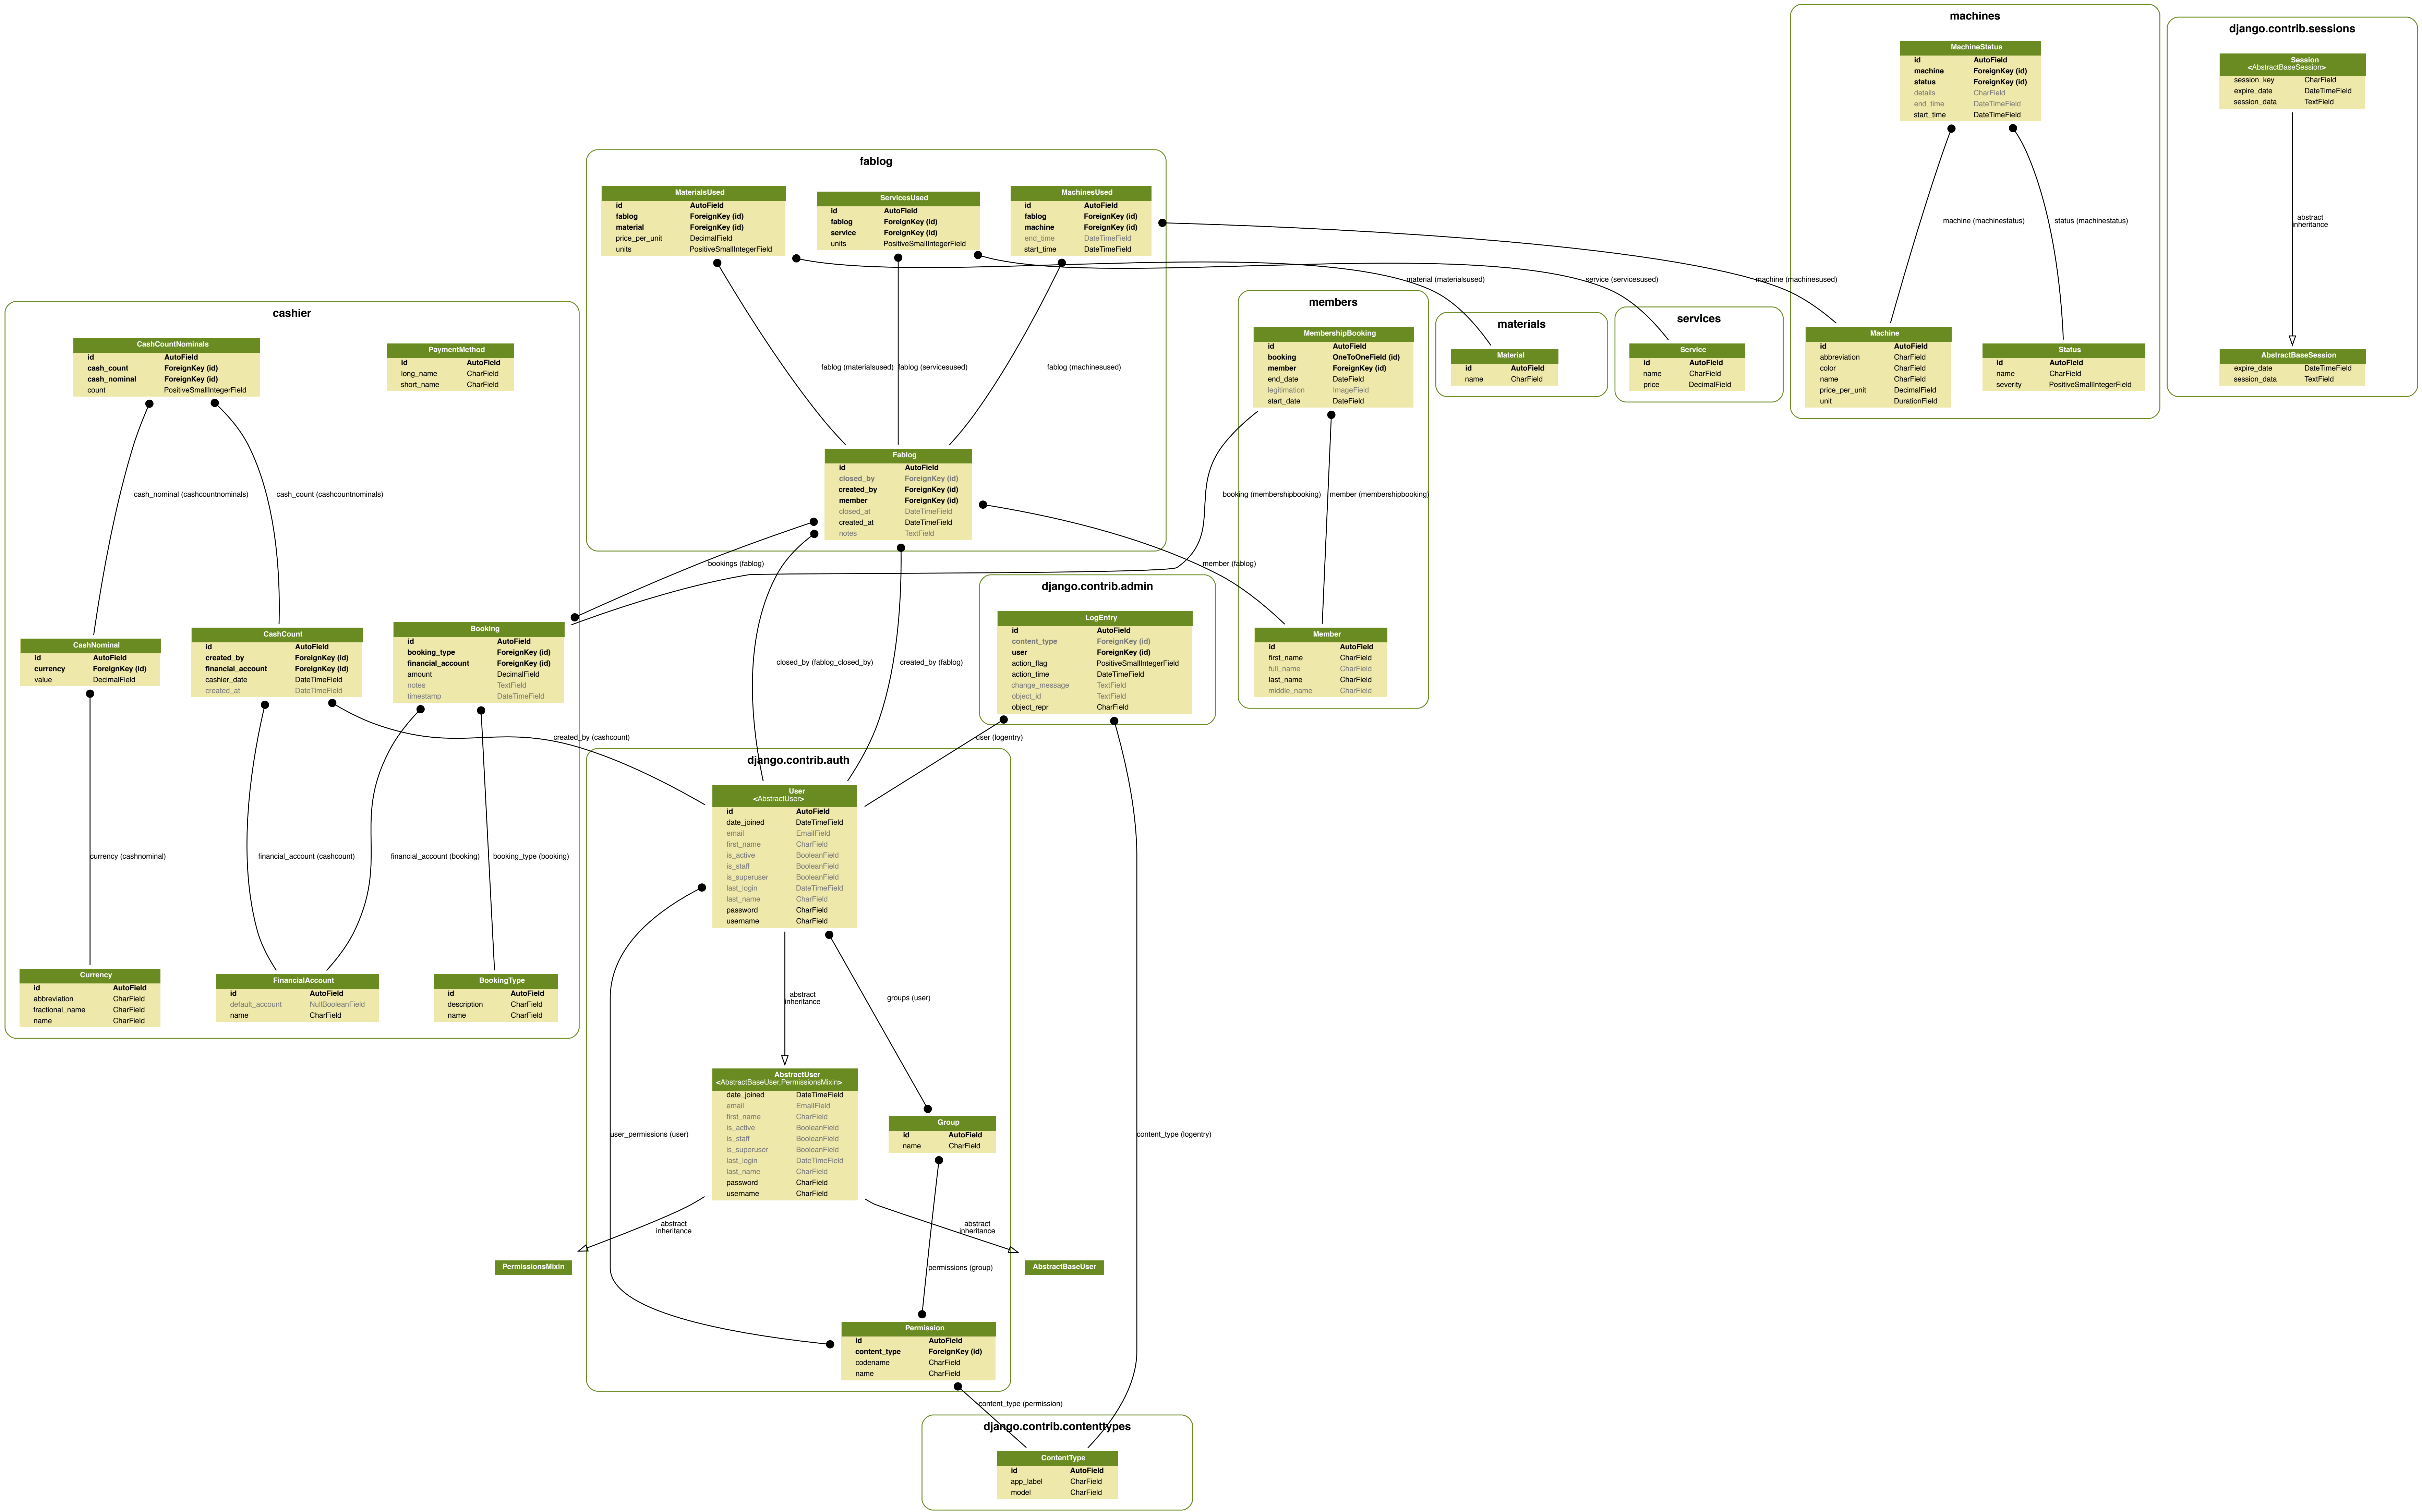 machines
MachineStatus
id AutoField
machine ForeignKey (id)
status ForeignKey (id)
details CharField
end_time DateTimeField
start_time DateTimeField
machine (machinestatus)
status (machinestatus)
Machine
id AutoField
abbreviation CharField
color CharField
name CharField
price_per_unit DecimalField
unit DurationField
Status
id AutoField
name CharField
severity PositiveSmallIntegerField
django.contrib.sessions
Session
<AbstractBaseSession>
session_key CharField
expire_date DateTimeField
session_data TextField
abstract
inheritance
AbstractBaseSession
expire_date DateTimeField
session_data TextField
fablog
MaterialsUsed
id AutoField
fablog ForeignKey (id)
material ForeignKey (id)
price_per_unit DecimalField
units PositiveSmallIntegerField
ServicesUsed
id AutoField
fablog ForeignKey (id)
service ForeignKey (id)
units PositiveSmallIntegerField
MachinesUsed
id AutoField
fablog ForeignKey (id)
machine ForeignKey (id)
end_time DateTimeField
start_time DateTimeField
material (materialsused)
service (servicesused)
machine (machinesused)
fablog (materialsused)
fablog (servicesused)
fablog (machinesused)
Fablog
id AutoField
closed_by ForeignKey (id)
created_by ForeignKey (id)
member ForeignKey (id)
closed_at DateTimeField
created_at DateTimeField
notes TextField
members
MembershipBooking
id AutoField
booking OneToOneField (id)
member ForeignKey (id)
end_date DateField
legitimation ImageField
start_date DateField
booking (membershipbooking)
member (membershipbooking)
Member
id AutoField
first_name CharField
full_name CharField
last_name CharField
middle_name CharField
materials
Material
id AutoField
name CharField
services
Service
id AutoField
name CharField
price DecimalField
cashier
CashCountNominals
id AutoField
cash_count ForeignKey (id)
cash_nominal ForeignKey (id)
count PositiveSmallIntegerField
PaymentMethod
id AutoField
long_name CharField
short_name CharField
cash_nominal (cashcountnominals)
cash_count (cashcountnominals)
bookings (fablog)
member (fablog)
CashNominal
id AutoField
currency ForeignKey (id)
value DecimalField
CashCount
id AutoField
created_by ForeignKey (id)
financial_account ForeignKey (id)
cashier_date DateTimeField
created_at DateTimeField
Booking
id AutoField
booking_type ForeignKey (id)
financial_account ForeignKey (id)
amount DecimalField
notes TextField
timestamp DateTimeField
closed_by (fablog_closed_by)
created_by (fablog)
created_by (cashcount)
currency (cashnominal)
financial_account (cashcount)
financial_account (booking)
booking_type (booking)
Currency
id AutoField
abbreviation CharField
fractional_name CharField
name CharField
FinancialAccount
id AutoField
default_account NullBooleanField
name CharField
BookingType
id AutoField
description CharField
name CharField
django.contrib.admin
LogEntry
id AutoField
content_type ForeignKey (id)
user ForeignKey (id)
action_flag PositiveSmallIntegerField
action_time DateTimeField
change_message TextField
object_id TextField
object_repr CharField
user (logentry)
content_type (logentry)
django.contrib.auth
User
<AbstractUser>
id AutoField
date_joined DateTimeField
email EmailField
first_name CharField
is_active BooleanField
is_staff BooleanField
is_superuser BooleanField
last_login DateTimeField
last_name CharField
password CharField
username CharField
abstract
inheritance
groups (user)
user_permissions (user)
AbstractUser
<AbstractBaseUser,PermissionsMixin>
date_joined DateTimeField
email EmailField
first_name CharField
is_active BooleanField
is_staff BooleanField
is_superuser BooleanField
last_login DateTimeField
last_name CharField
password CharField
username CharField
Group
id AutoField
name CharField
abstract
inheritance
abstract
inheritance
PermissionsMixin
permissions (group)
AbstractBaseUser
Permission
id AutoField
content_type ForeignKey (id)
codename CharField
name CharField
content_type (permission)
django.contrib.contenttypes
ContentType
id AutoField
app_label CharField
model CharField